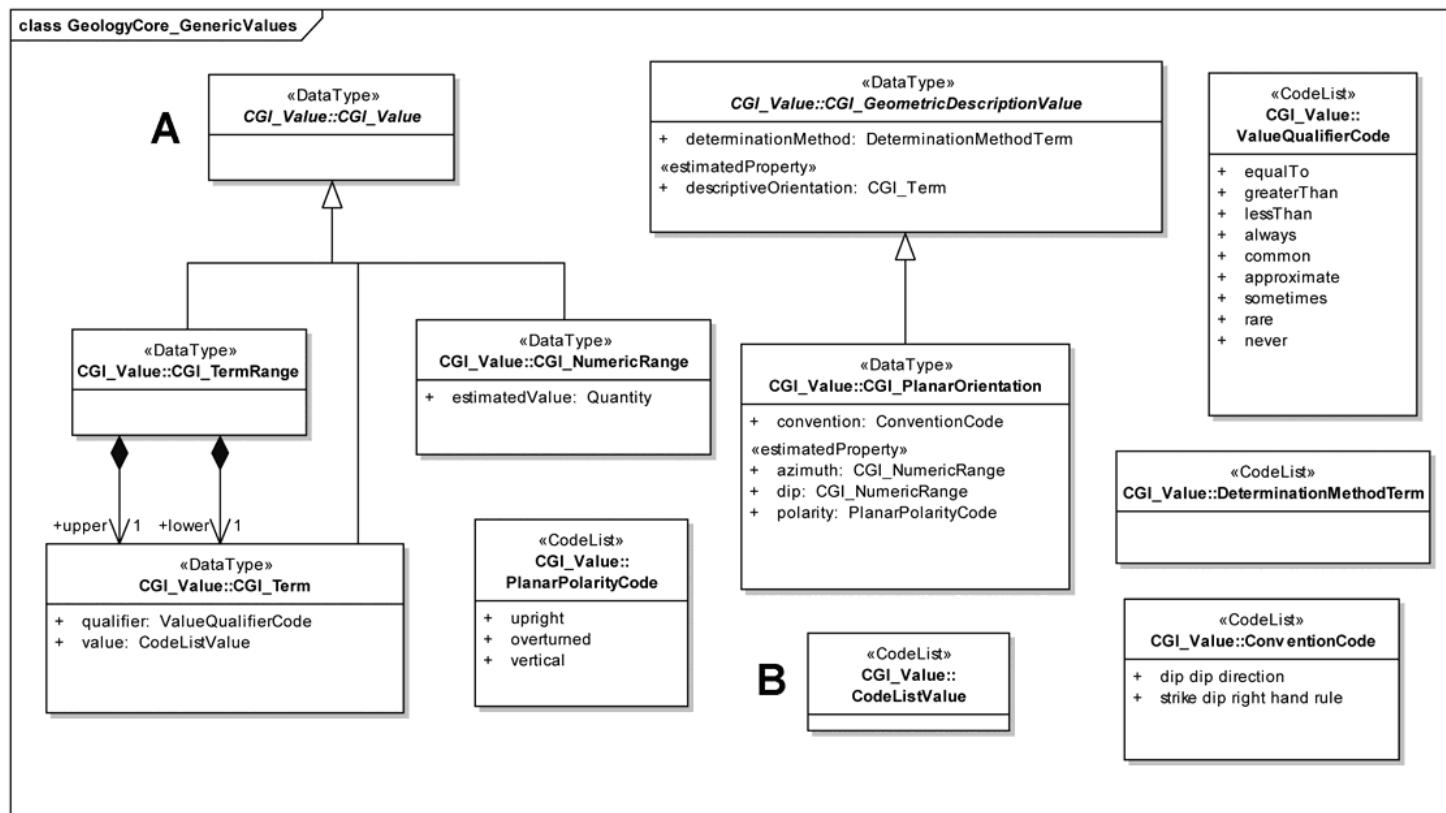 class GeologyCore_GenericValues
A
«DataType»
CGI_Value::CGI_Value
«DataType»
CGI_Value::CGI_GeometricDescriptionValue
+ determinationMethod: DeterminationMethodTerm
«estimatedProperty»
+ descriptiveOrientation: CGI_Term
«CodeList»
CGI_Value::
ValueQualifierCode
+ equalTo
+ greaterThan
+ lessThan
+ always
+ common
+ approximate
+ sometimes
+ rare
+ never
«DataType»
CGI_Value::CGI_TermRange
«DataType»
CGI_Value::CGI_NumericRange
+ estimatedValue: Quantity
«DataType»
CGI_Value::CGI_PlanarOrientation
+ convention: ConventionCode
«estimatedProperty»
+ azimuth: CGI_NumericRange
+ dip: CGI_NumericRange
+ polarity: PlanarPolarityCode
«CodeList»
CGI_Value::DeterminationMethodTerm
+upper 1
+lower 1
«DataType»
CGI_Value::CGI_Term
+ qualifier: ValueQualifierCode
+ value: CodeListValue
«CodeList»
CGI_Value::
PlanarPolarityCode
+ upright
+ overturned
+ vertical
B
«CodeList»
CGI_Value::
CodeListValue
«CodeList»
CGI_Value::ConventionCode
+ dip dip direction
+ strike dip right hand rule